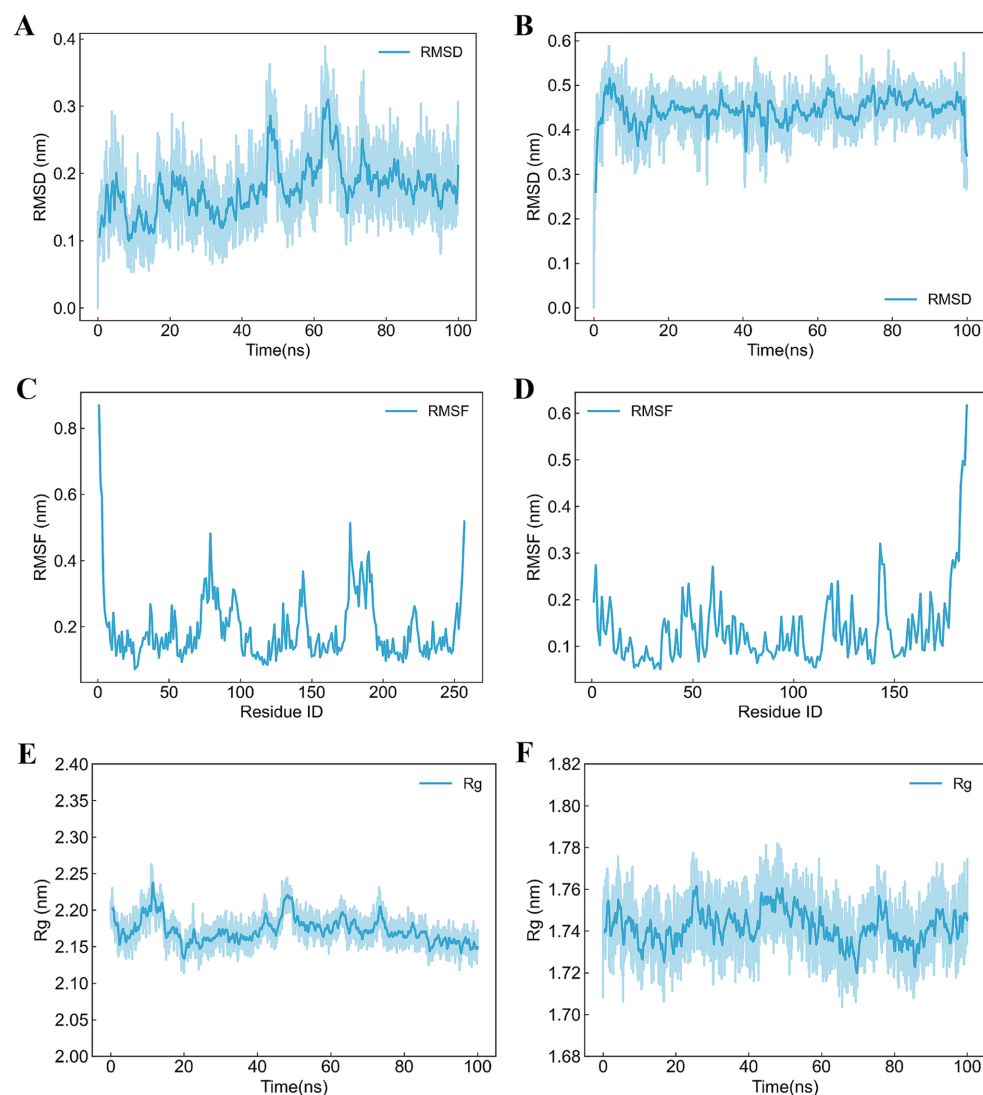 A
RMSD (nm)
0.4
0.3
0.2
0.1
0.0
RMSD
0 20 40 60 80 100
Time(ns)
B
RMSD (nm)
0.6
0.5
0.4
0.3
0.2
0.1
0.0
RMSD
0 20 40 60 80 100
Time(ns)
C
RMSF (nm)
0.8
0.6
0.4
0.2
RMSF
0 50 100 150 200 250
Residue ID
D
RMSF (nm)
0.6
0.5
0.4
0.3
0.2
0.1
RMSF
0 50 100 150
Residue ID
E
Rg (nm)
2.40
2.35
2.30
2.25
2.20
2.15
2.10
2.05
2.00
Rg
0 20 40 60 80 100
Time(ns)
F
Rg (nm)
1.82
1.80
1.78
1.76
1.74
1.72
1.70
1.68
Rg
0 20 40 60 80 100
Time(ns)